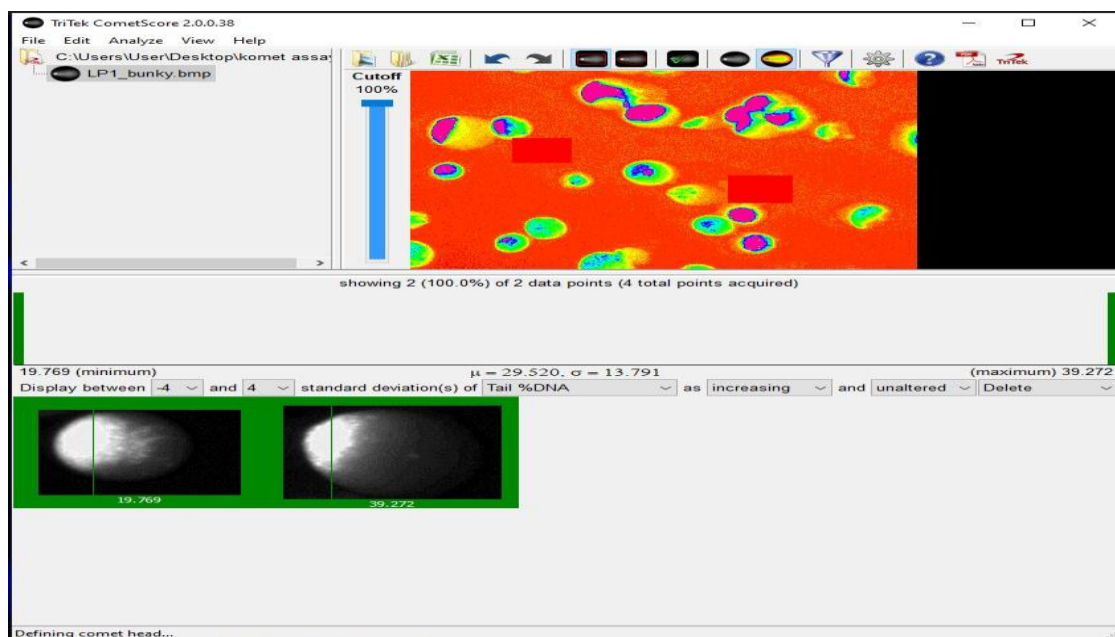 TriTek CometScore 2.0.0.38
File Edit Analyze View Help
C:\Users\User\Desktop\komet assa
LP1_bunky.bmp
TriTek
Cutoff
100%
showing 2 (100.0%) of 2 data points (4 total points acquired)
19.769 (minimum) μ = 29.520, σ = 13.791 (maximum) 39.272
Display between -4 and 4 standard deviation(s) of Tail %DNA as increasing and unaltered Delete
19.769 39.272
Defining comet head...